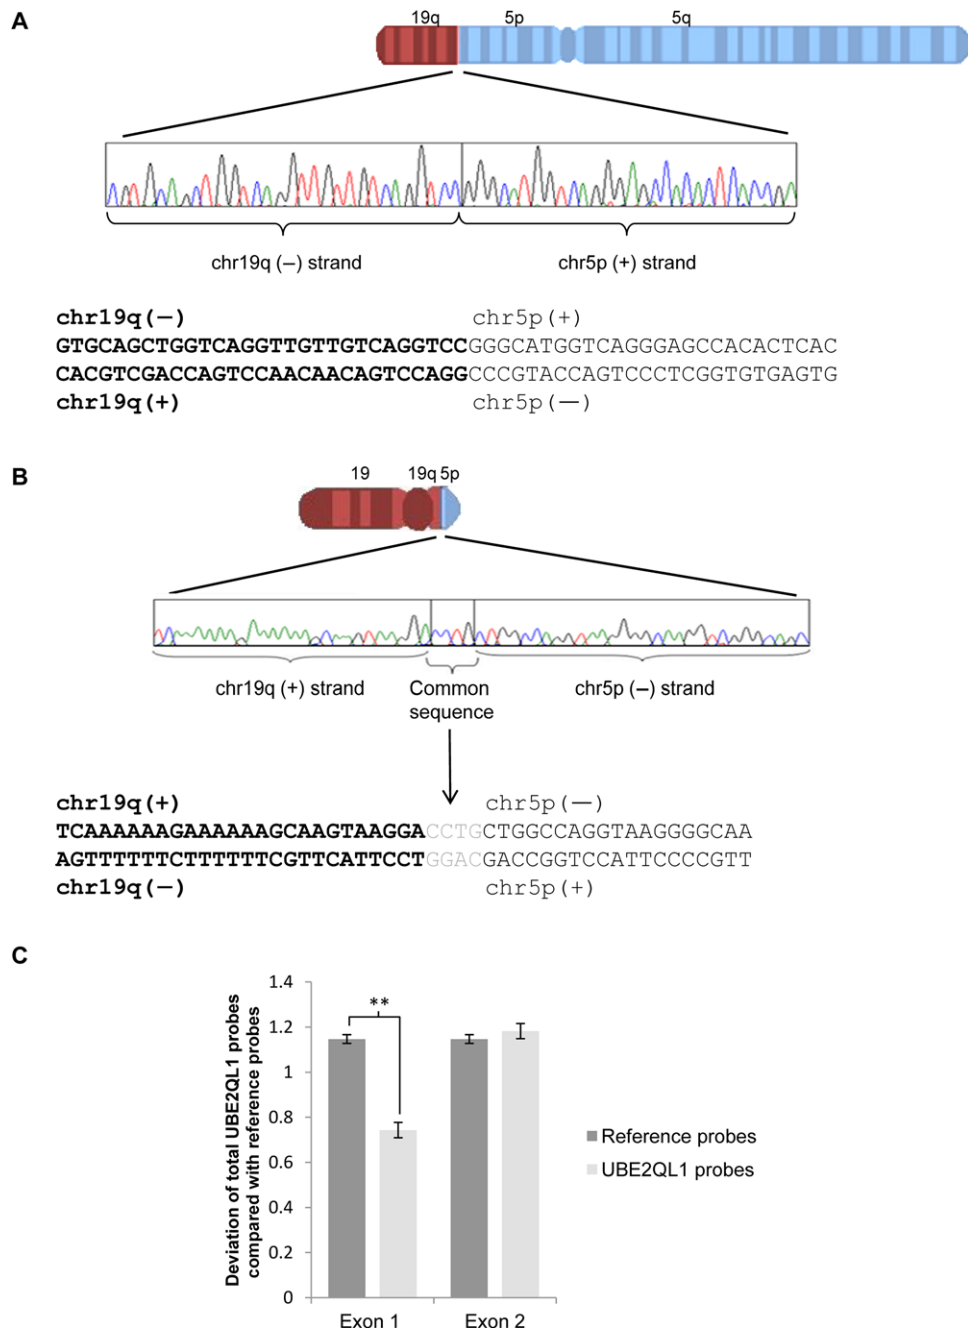 A
19q 5p 5q
chr19q (–) strand chr5p (+) strand
chr19q(—) chr5p(+)
GTGCAGCTGGTCAGGTTGTTGTCAGGTCCGGGCATGGTCAGGGAGCCACACTCAC
CACGTCGACCAGTCCAACAACAGTCCAGGCCCGTACCAGTCCCTCGGTGTGAGTG
chr19q(+) chr5p(—)
B
19 19q 5p
chr19q (+) strand Common sequence chr5p (–) strand
chr19q(+) chr5p(—)
TCAAAAAAGAAAAAAGCAAGTAAGGACCTGCTGGCCAGGTAAGGGGCAA
AGTTTTTTCTTTTTTCGTTCATTCCTGGACGACCGGTCCATTCCCCGTT
chr19q(—) chr5p(+)
C
Deviation of total UBE2QL1 probes
compared with reference probes
1.4
1.2
1
0.8
0.6
0.4
0.2
0
**
Exon 1 Exon 2
Reference probes
UBE2QL1 probes